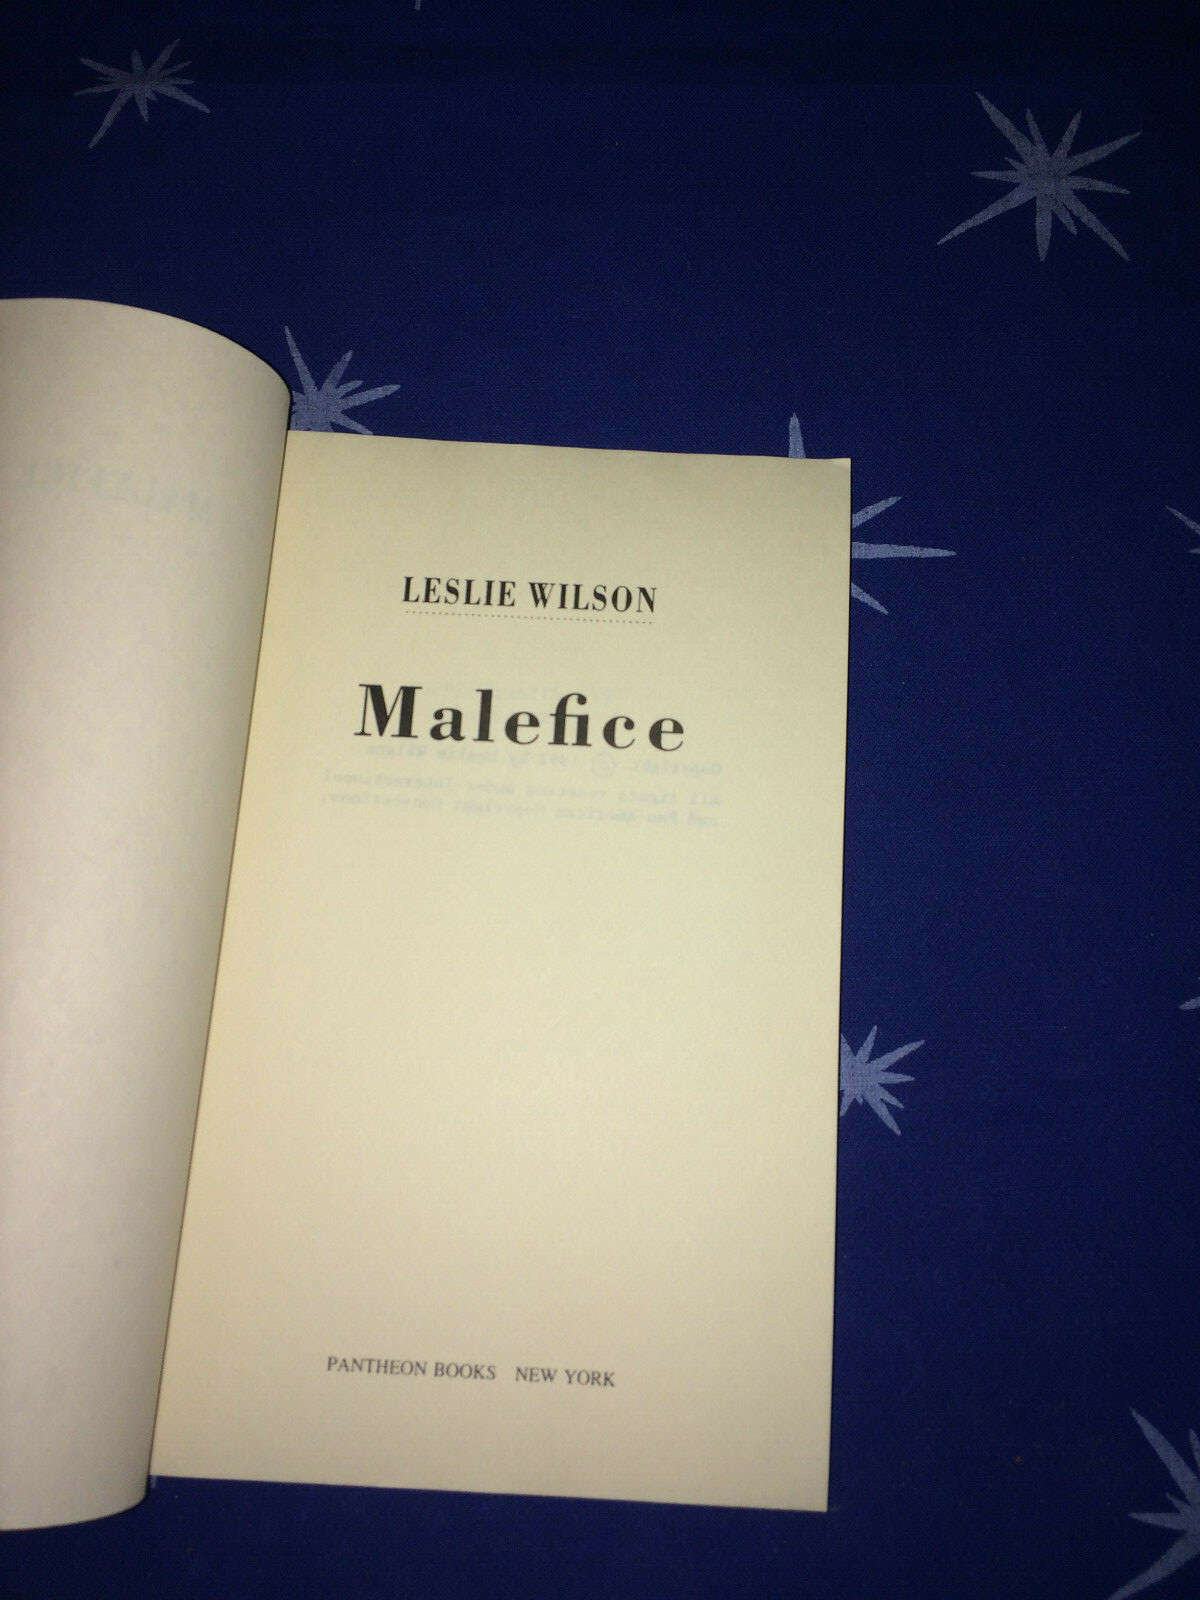 LESLIE WILSON
Malefice
PANTHEON BOOKS NEW YORK